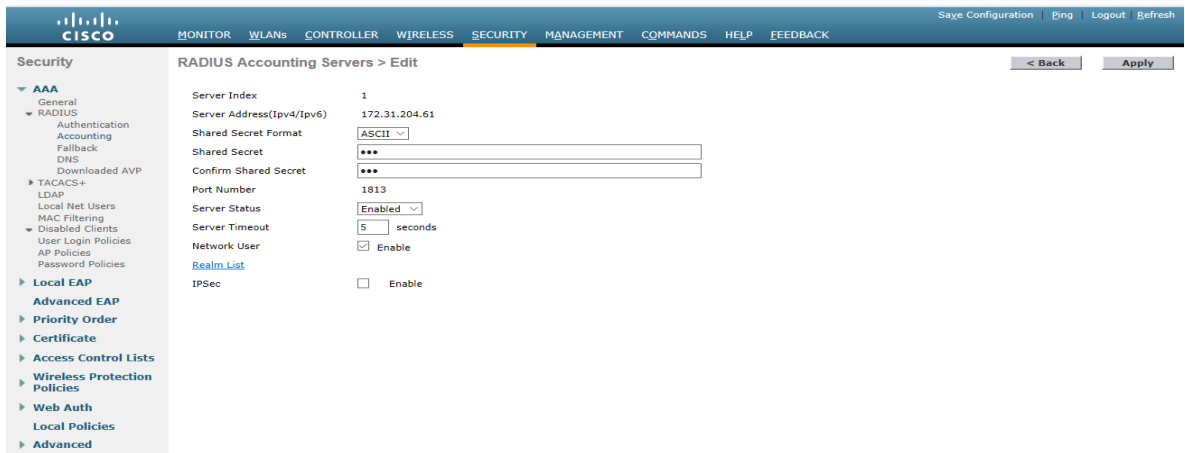 Save Configuration | Ping | Logout | Refresh
CISCO
MONITOR WLANs CONTROLLER WIRELESS SECURITY MANAGEMENT COMMANDS HELP FEEDBACK
Security
AAA
General
RADIUS
Authentication
Accounting
Fallback
DNS
Downloaded AVP
TACACS+
LDAP
Local Net Users
MAC Filtering
Disabled Clients
User Login Policies
AP Policies
Password Policies
Local EAP
Advanced EAP
Priority Order
Certificate
Access Control Lists
Wireless Protection
Policies
Web Auth
Local Policies
Advanced
RADIUS Accounting Servers > Edit
< Back Apply
Server Index 1
Server Address(Ipv4/Ipv6) 172.31.204.61
Shared Secret Format ASCII
Shared Secret •••
Confirm Shared Secret •••
Port Number 1813
Server Status Enabled
Server Timeout 5 seconds
Network User Enable
Realm List
IPSec Enable